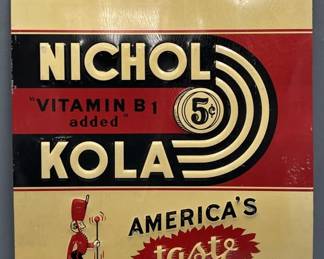 NICHOL
"VITAMIN B1
added"
5¢
KOLA
AMERICA'S
taste